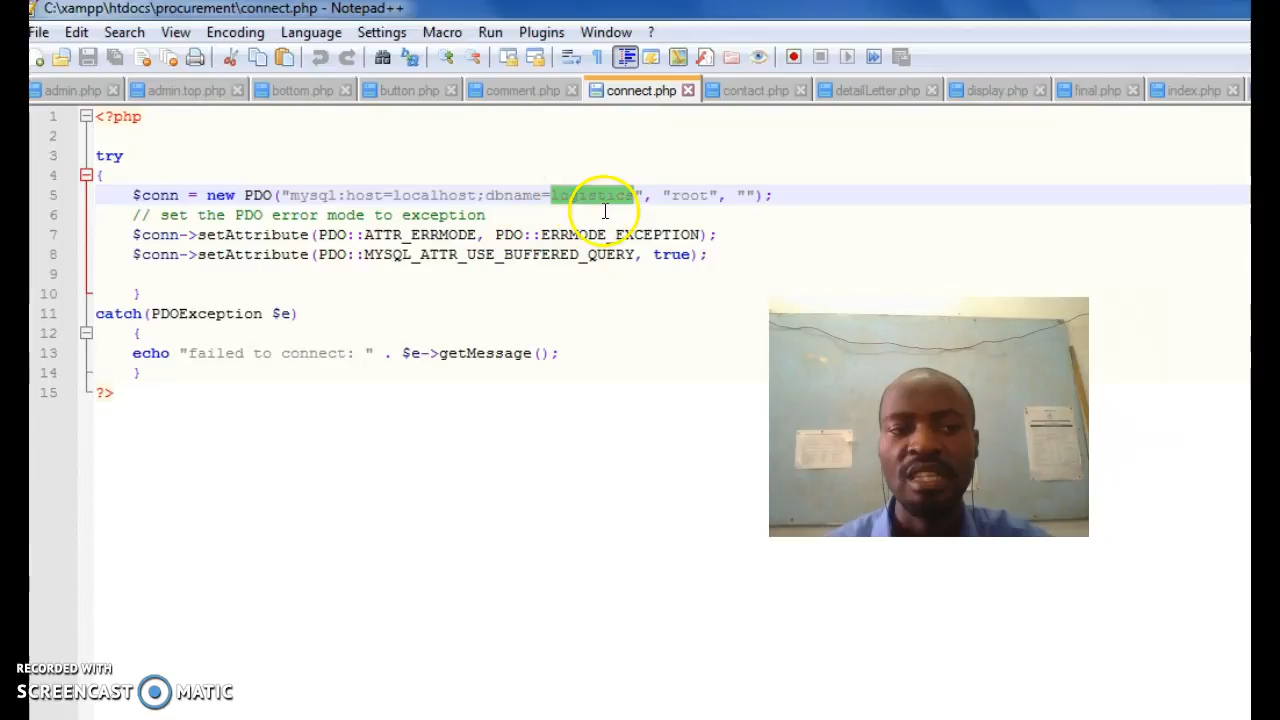 C:\xampp\htdocs\procurement\connect.php - Notepad++
File Edit Search View Encoding Language Settings Macro Run Plugins Window ?
admin.php admin.top.php bottom.php button.php comment.php connect.php contact.php detailLetter.php display.php final.php index.php
1 <?php
2
3 try
4 {
5 $conn = new PDO("mysql:host=localhost;dbname=logistics", "root", "");
6 // set the PDO error mode to exception
7 $conn->setAttribute(PDO::ATTR_ERRMODE, PDO::ERRMODE_EXCEPTION);
8 $conn->setAttribute(PDO::MYSQL_ATTR_USE_BUFFERED_QUERY, true);
9
10 }
11 catch(PDOException $e)
12 {
13 echo "failed to connect: " . $e->getMessage();
14 }
15 ?>
RECORDED WITH
SCREENCAST MATIC